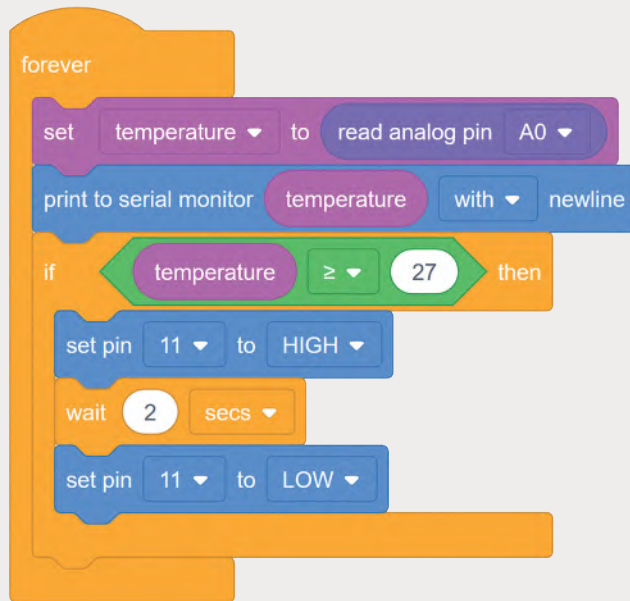 forever
set temperature to read analog pin A0
print to serial monitor temperature with newline
if temperature ≥ 27 then
set pin 11 to HIGH
wait 2 secs
set pin 11 to LOW